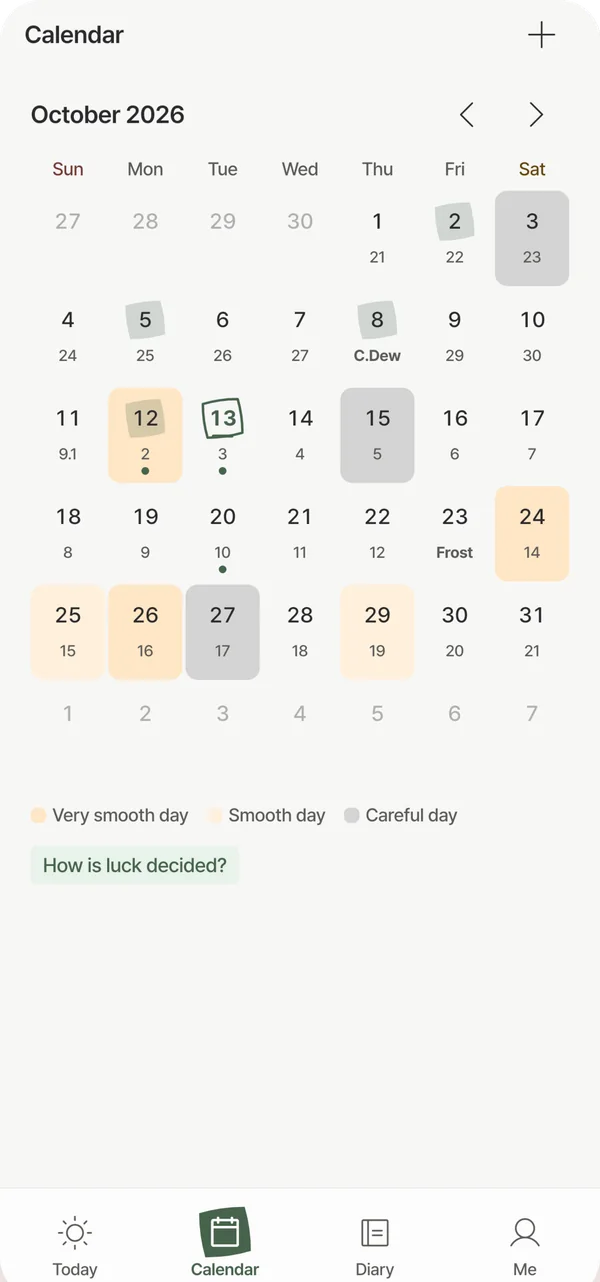 Calendar
October 2026
Sun Mon Tue Wed Thu Fri Sat
27 28 29 30 1 2 3
21 22 23
4 5 6 7 8 9 10
24 25 26 27 C.Dew 29 30
11 12 13 14 15 16 17
9.1 2 3 4 5 6 7
18 19 20 21 22 23 24
8 9 10 11 12 Frost 14
25 26 27 28 29 30 31
15 16 17 18 19 20 21
1 2 3 4 5 6 7
Very smooth day Smooth day Careful day
How is luck decided?
Today Calendar Diary Me